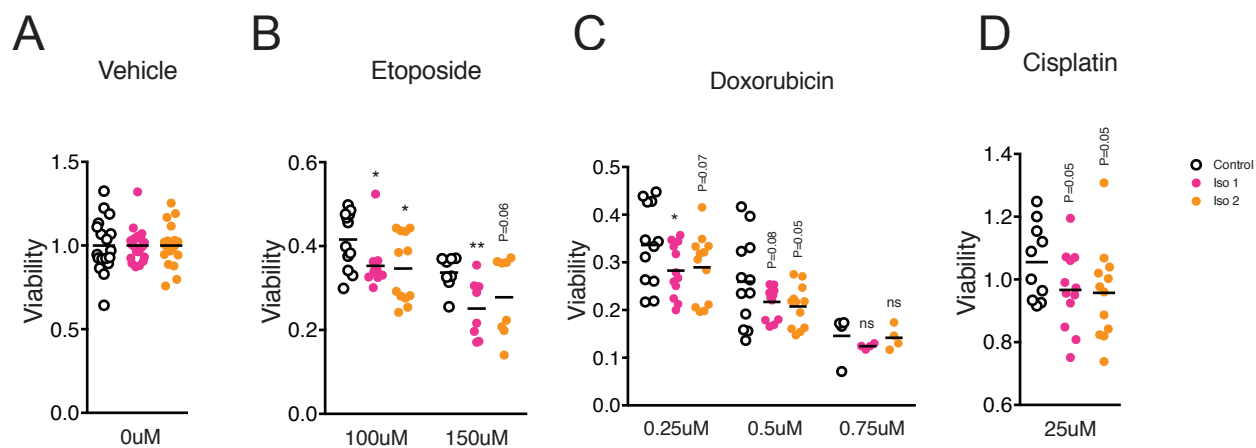 A
Vehicle
Viability
1.5
1.0
0.5
0.0
0uM
B
Etoposide
Viability
0.6
0.4
0.2
0.0
*
*
**
P=0.06
100uM
150uM
C
Doxorubicin
Viability
0.5
0.4
0.3
0.2
0.1
0.0
*
P=0.07
P=0.08
P=0.05
ns
ns
0.25uM
0.5uM
0.75uM
D
Cisplatin
Viability
1.4
1.2
1.0
0.8
0.6
P=0.05
P=0.05
25uM
Control
Iso 1
Iso 2